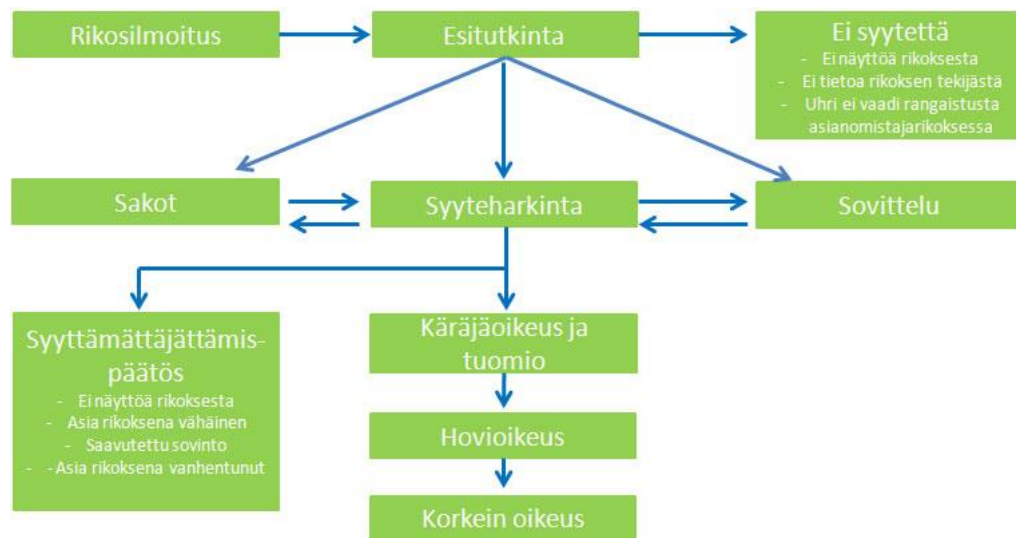 Rikosilmoitus
Esitutkinta
Ei syytettä
- Ei näyttöä rikoksesta
- Ei tietoa rikoksen tekijästä
- Uhri ei vaadi rangaistusta
asianomistajarikoksessa
Sakot
Syyteharkinta
Sovittelu
Syyttämättäjättämis-
päätös
- Ei näyttöä rikoksesta
- Asia rikoksena vähäinen
- Saavutettu sovinto
- - Asia rikoksena vanhentunut
Käräjäoikeus ja
tuomio
Hovioikeus
Korkein oikeus